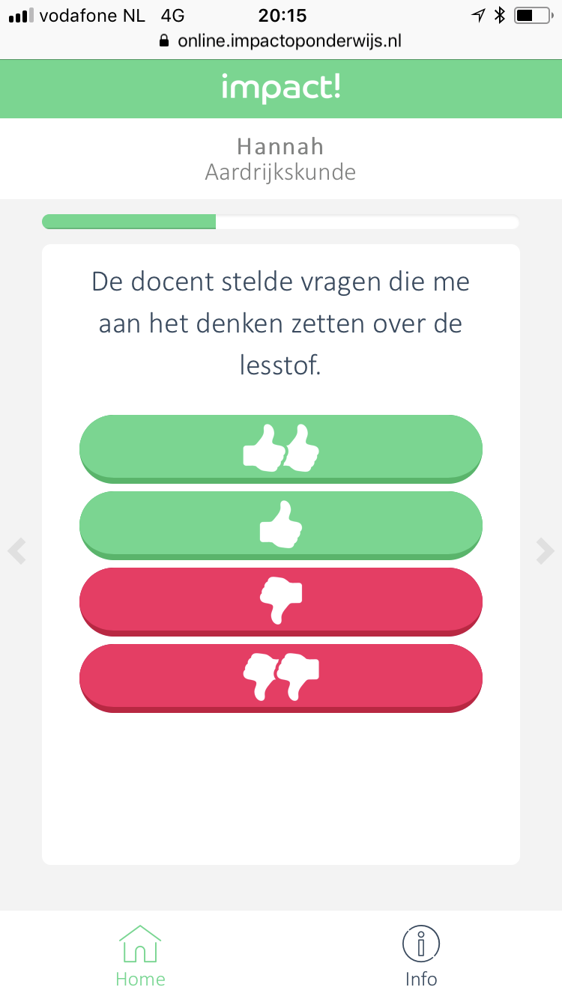 vodafone NL 4G 20:15
online.impactoponderwijs.nl
impact!
Hannah
Aardrijkskunde
De docent stelde vragen die me
aan het denken zetten over de
lesstof.
Home Info